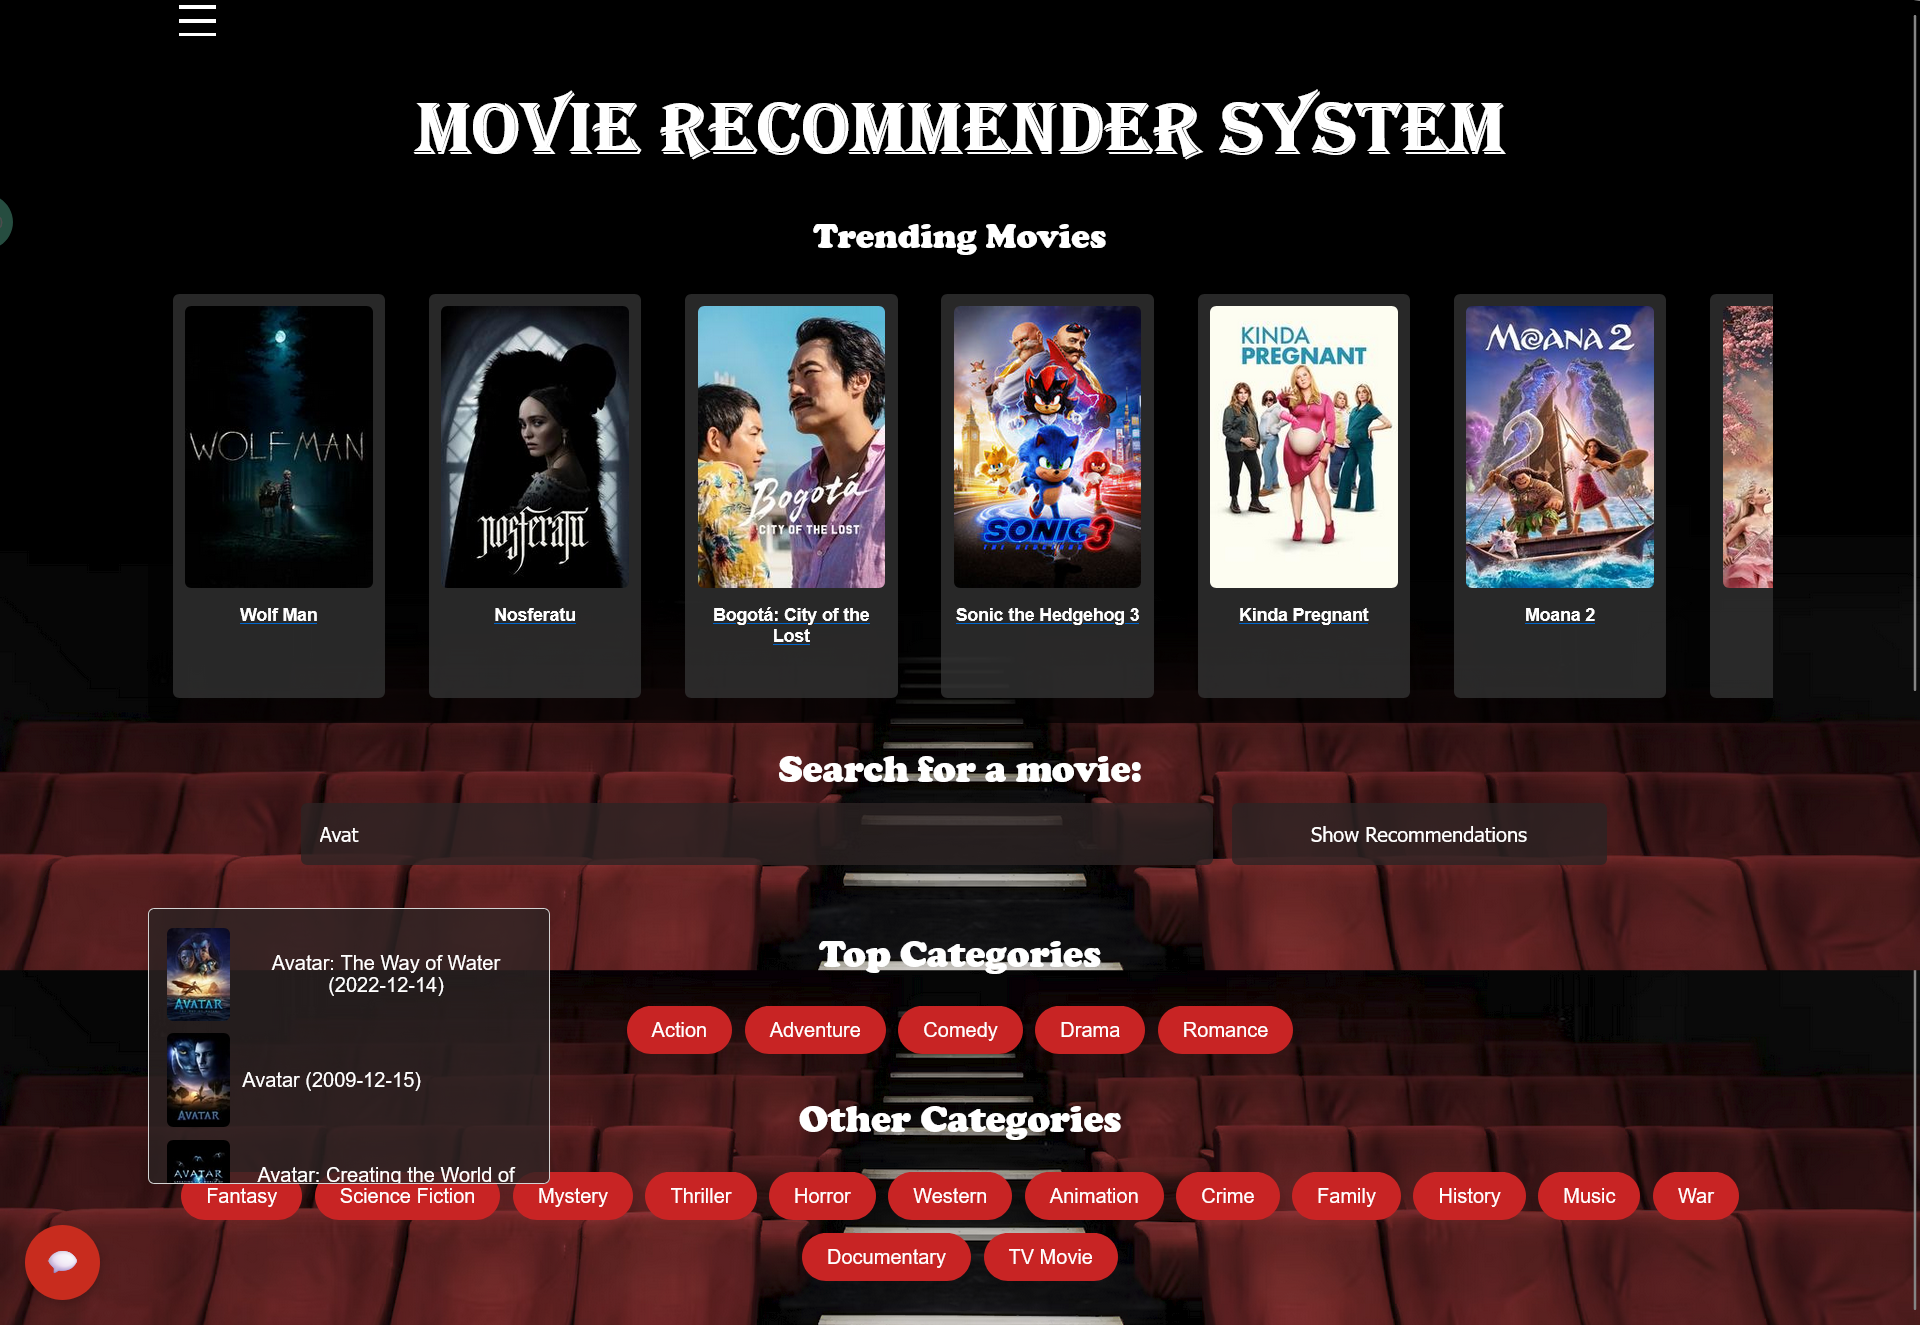 MOVIE RECOMMENDER SYSTEM
Trending Movies
WOLF MAN
nosferatu
Bogotá
CITY OF THE LOST
SONIC 3
THE HEDGEHOG
KINDA
PREGNANT
MOANA 2
Wolf Man
Nosferatu
Bogotá: City of the
Lost
Sonic the Hedgehog 3
Kinda Pregnant
Moana 2
Search for a movie:
Avat
Show Recommendations
AVATAR
Avatar: The Way of Water
(2022-12-14)
AVATAR
Avatar (2009-12-15)
AVATAR
Avatar: Creating the World of
Top Categories
Action
Adventure
Comedy
Drama
Romance
Other Categories
Fantasy
Science Fiction
Mystery
Thriller
Horror
Western
Animation
Crime
Family
History
Music
War
Documentary
TV Movie